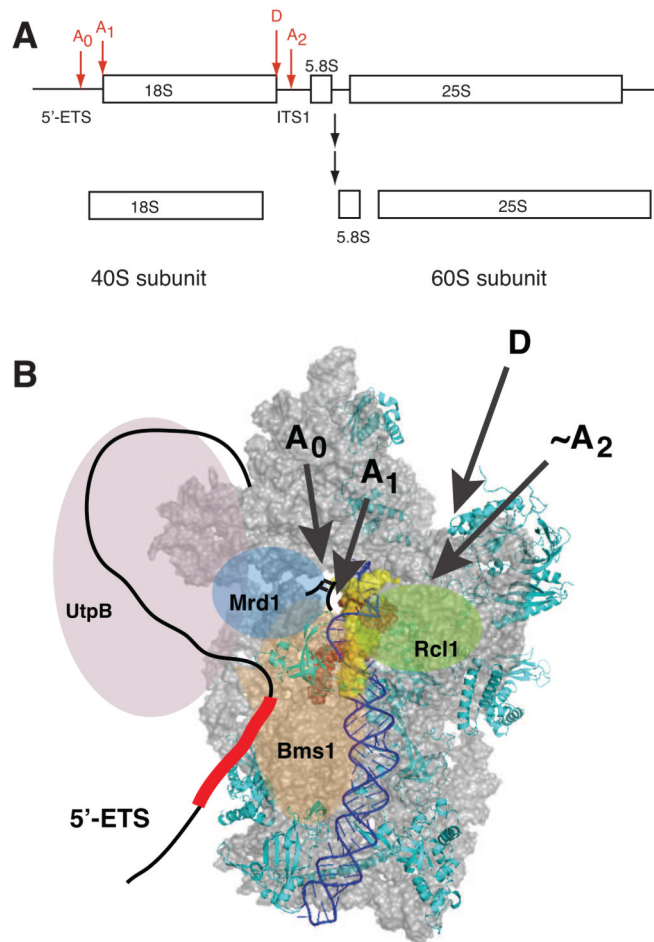 A
A0
A1
D
A2
5.8S
18S
25S
5'-ETS
ITS1
18S
25S
5.8S
40S subunit
60S subunit
B
D
A0
A1
~A2
UtpB
Mrd1
Rcl1
Bms1
5'-ETS